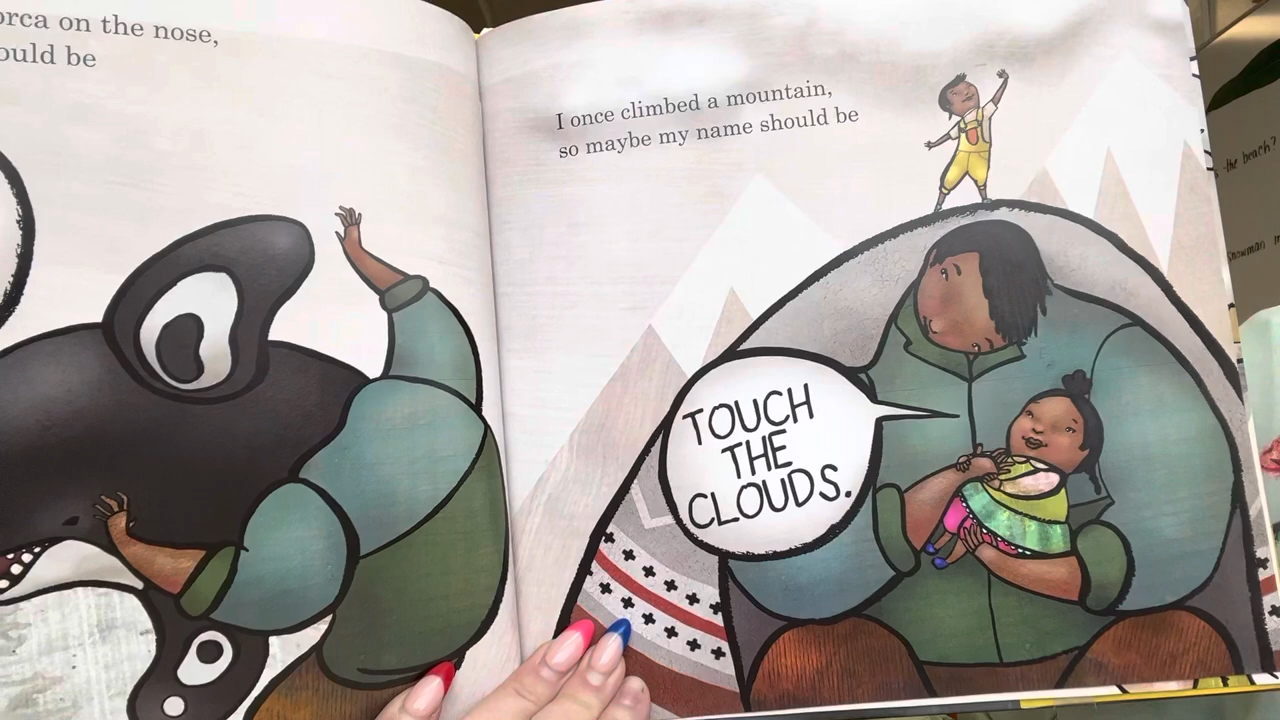 orca on the nose,
ould be
I once climbed a mountain,
so maybe my name should be
TOUCH
THE
CLOUDS.
the beach?
snowman